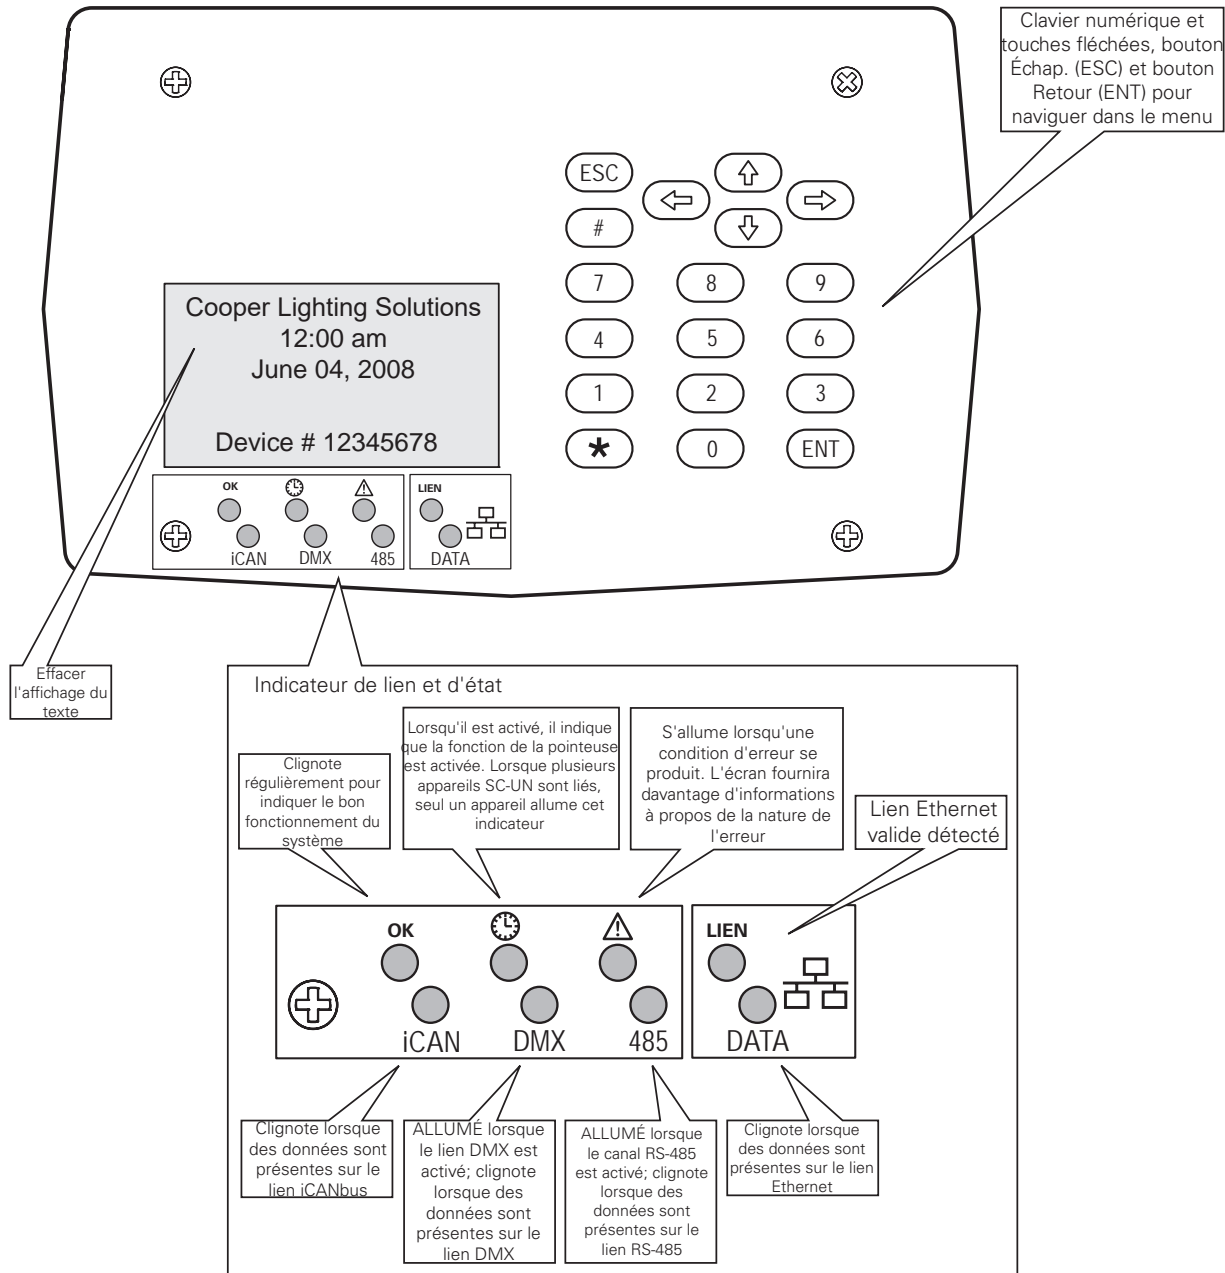 Clavier numérique et
touches fléchées, bouton
Échap. (ESC) et bouton
Retour (ENT) pour
naviguer dans le menu
ESC
#
7 8 9
4 5 6
1 2 3
* 0 ENT
Cooper Lighting Solutions
12:00 am
June 04, 2008
Device # 12345678
OK LIEN
iCAN DMX 485 DATA
Effacer
l'affichage du
texte
Indicateur de lien et d'état
Clignote
régulièrement pour
indiquer le bon
fonctionnement du
système
Lorsqu'il est activé, il indique
que la fonction de la pointeuse
est activée. Lorsque plusieurs
appareils SC-UN sont liés,
seul un appareil allume cet
indicateur
S'allume lorsqu'une
condition d'erreur se
produit. L'écran fournira
davantage d'informations
à propos de la nature de
l'erreur
Lien Ethernet
valide détecté
OK LIEN
iCAN DMX 485 DATA
Clignote lorsque
des données sont
présentes sur le
lien iCANbus
ALLUMÉ lorsque
le lien DMX est
activé; clignote
lorsque des
données sont
présentes sur le
lien DMX
ALLUMÉ lorsque
le canal RS-485
est activé; clignote
lorsque des
données sont
présentes sur le
lien RS-485
Clignote lorsque
des données sont
présentes sur le lien
Ethernet